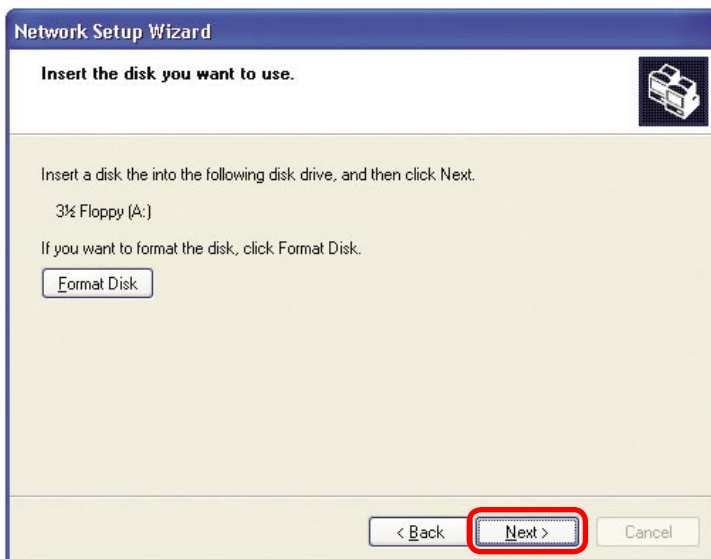 Network Setup Wizard
Insert the disk you want to use.
Insert a disk the into the following disk drive, and then click Next.
3½ Floppy (A:)
If you want to format the disk, click Format Disk.
Format Disk
< Back
Next >
Cancel